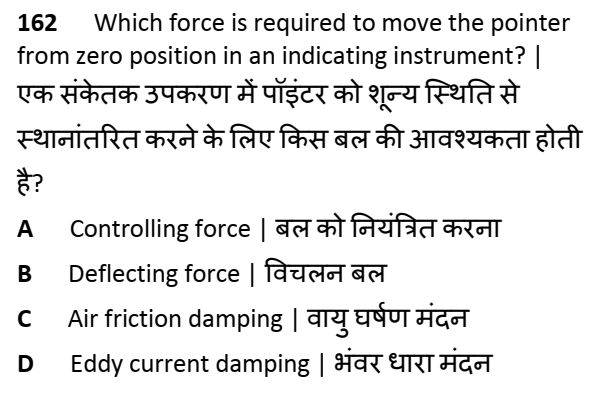 162 Which force is required to move the pointer
from zero position in an indicating instrument? |
एक संकेतक उपकरण में पॉइंटर को शून्य स्थिति से
स्थानांतरित करने के लिए किस बल की आवश्यकता होती
है?
A Controlling force | बल को नियंत्रित करना
B Deflecting force | विचलन बल
C Air friction damping | वायु घर्षण मंदन
D Eddy current damping | भंवर धारा मंदन